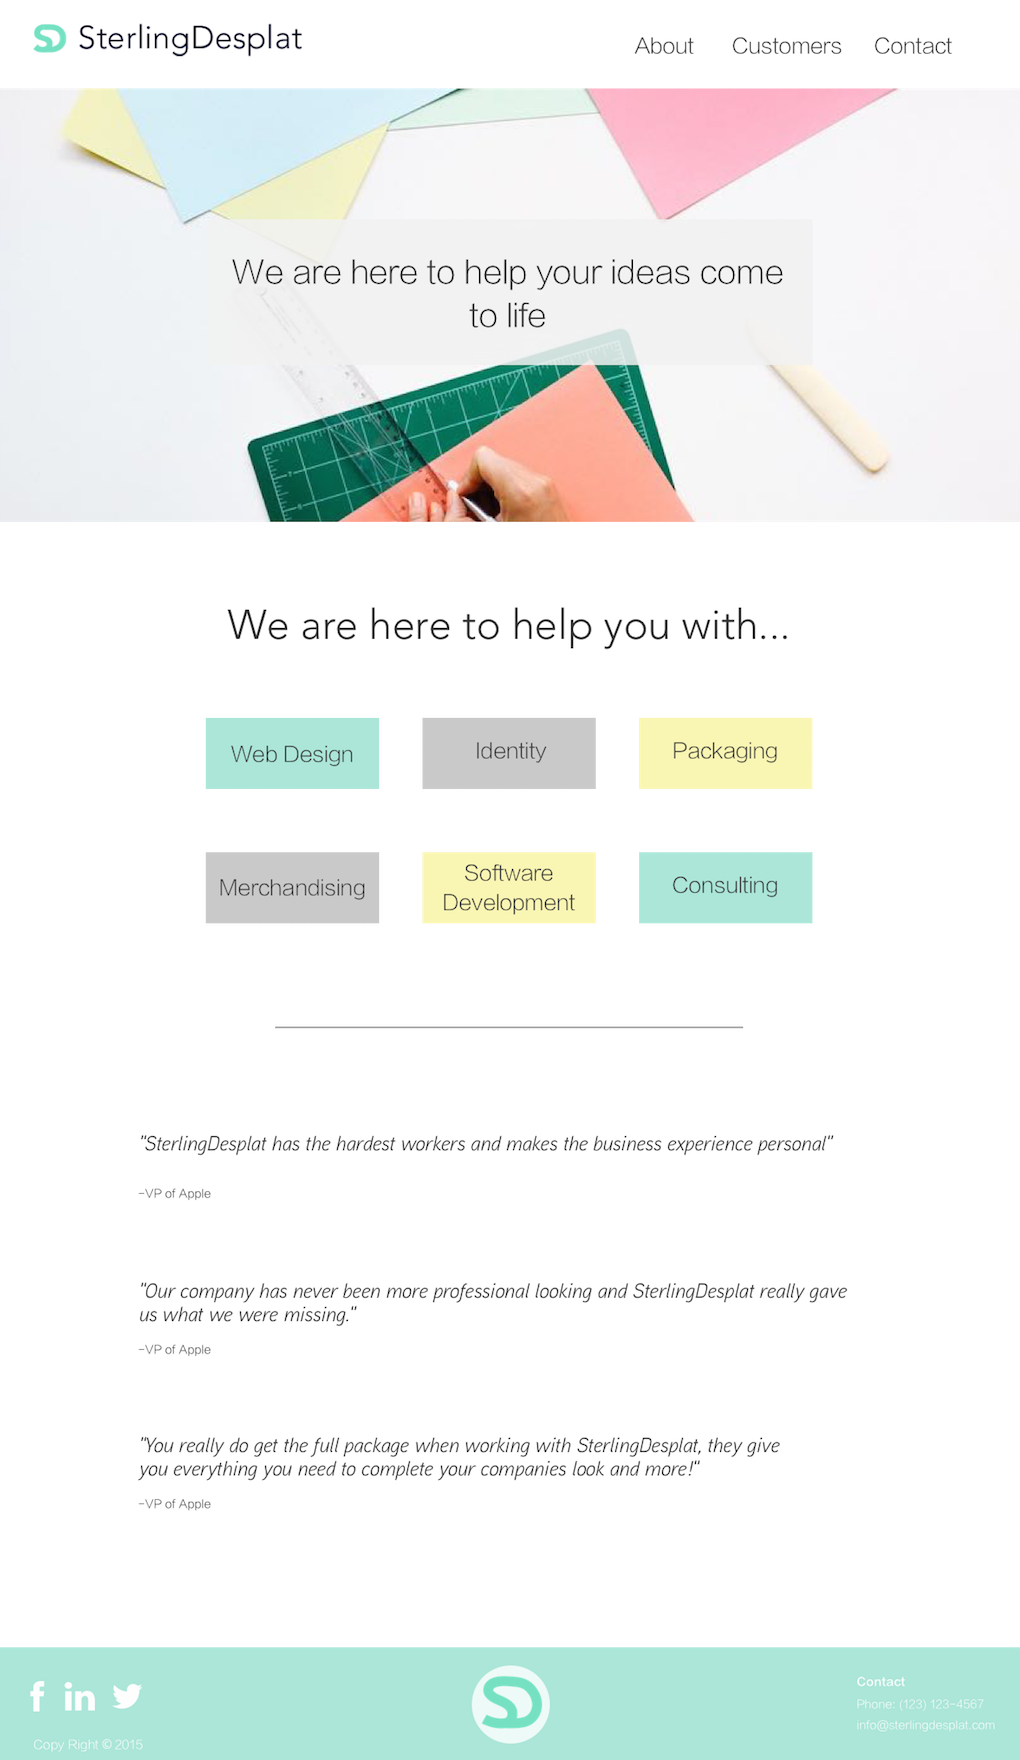 SterlingDesplat
About Customers Contact
We are here to help your ideas come
to life
We are here to help you with...
Web Design
Identity
Packaging
Merchandising
Software
Development
Consulting
"SterlingDesplat has the hardest workers and makes the business experience personal"
-VP of Apple
"Our company has never been more professional looking and SterlingDesplat really gave
us what we were missing."
-VP of Apple
"You really do get the full package when working with SterlingDesplat, they give
you everything you need to complete your companies look and more!"
-VP of Apple
Copy Right © 2015
SD
Contact
Phone: (123) 123-4567
info@sterlingdesplat.com